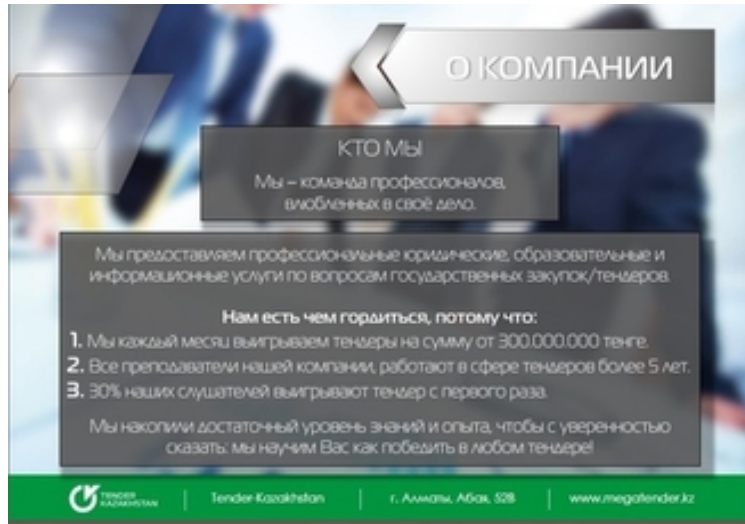 О КОМПАНИИ
КТО МЫ
Мы – команда профессионалов,
влюбленных в своё дело.
Мы предоставляем профессиональные юридические, образовательные и
информационные услуги по вопросам государственных закупок/тендеров.
Нам есть чем гордиться, потому что:
1. Мы каждый месяц выигрываем тендеры на сумму от 300.000.000 тенге.
2. Все преподаватели нашей компании, работают в сфере тендеров более 5 лет.
3. 30% наших слушателей выигрывают тендер с первого раза.
Мы накопили достаточный уровень знаний и опыта, чтобы с уверенностью
сказать: мы научим Вас как победить в любом тендере!
TENDER
KAZAKHSTAN
Tender-Kazakhstan
г. Алматы, Абая, 52В
www.megatender.kz